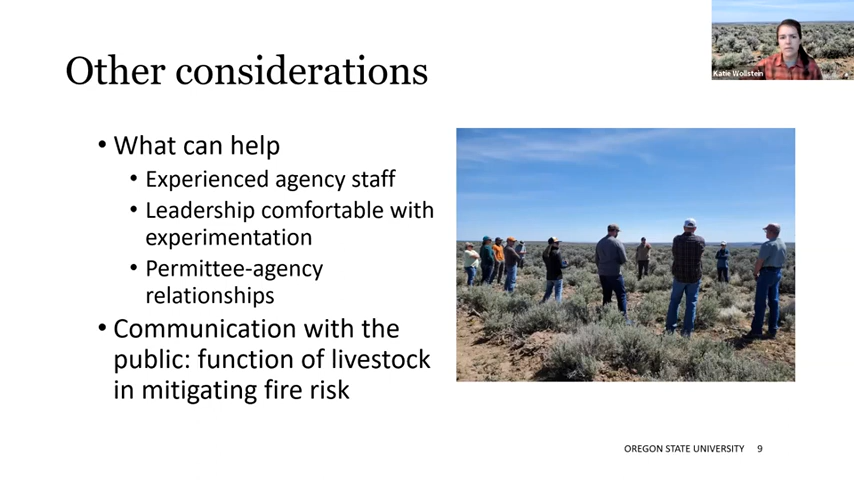 Other considerations
Katie Wollstein
• What can help
• Experienced agency staff
• Leadership comfortable with
experimentation
• Permittee-agency
relationships
• Communication with the
public: function of livestock
in mitigating fire risk
OREGON STATE UNIVERSITY 9